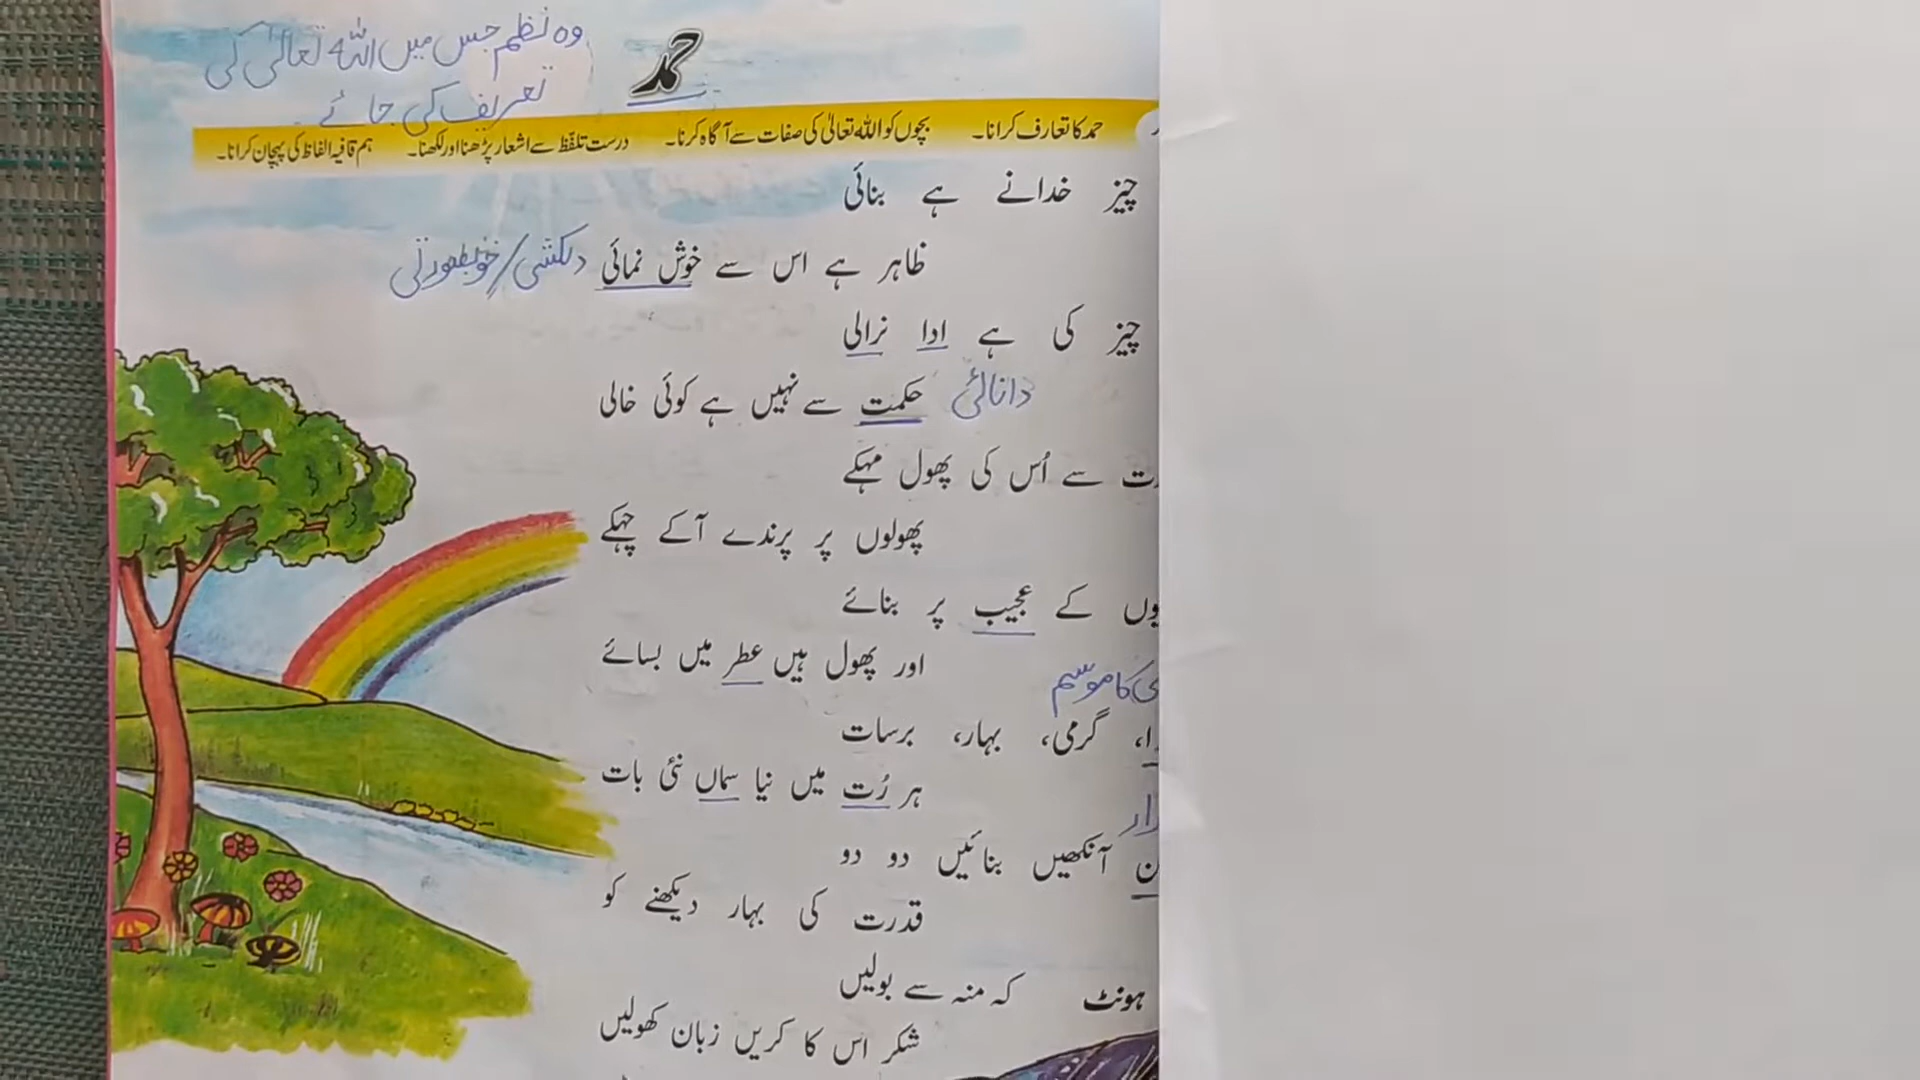 حمد
وہ نظم جس میں اللہ تعالیٰ کی
تعریف کی جائے۔
حمد کا تعارف کرانا۔ بچوں کو اللہ تعالیٰ کی صفات سے آگاہ کرنا۔ درست تلفّظ سے اشعار پڑھنا اور لکھنا۔ ہم قافیہ الفاظ کی پہچان کرانا۔
چیز خدا نے ہے بنائی
ظاہر ہے اس سے خوش نمائی دلکشی/خوبصورتی
چیز کی ہے ادا نرالی
دانائی
حکمت سے نہیں ہے کوئی خالی
سے اُس کی پھول مہکے
پھولوں پر پرندے آ کے چہکے
کے عجیب پر بنائے
اور پھول ہیں عطر میں بسائے
کا موسم
گرمی، بہار، برسات
ہر رُت میں نیا سماں نئی بات
آنکھیں بنائیں دو دو
قدرت کی بہار دیکھنے کو
ہونٹ کہ منہ سے بولیں
شکر اس کا کریں زبان کھولیں